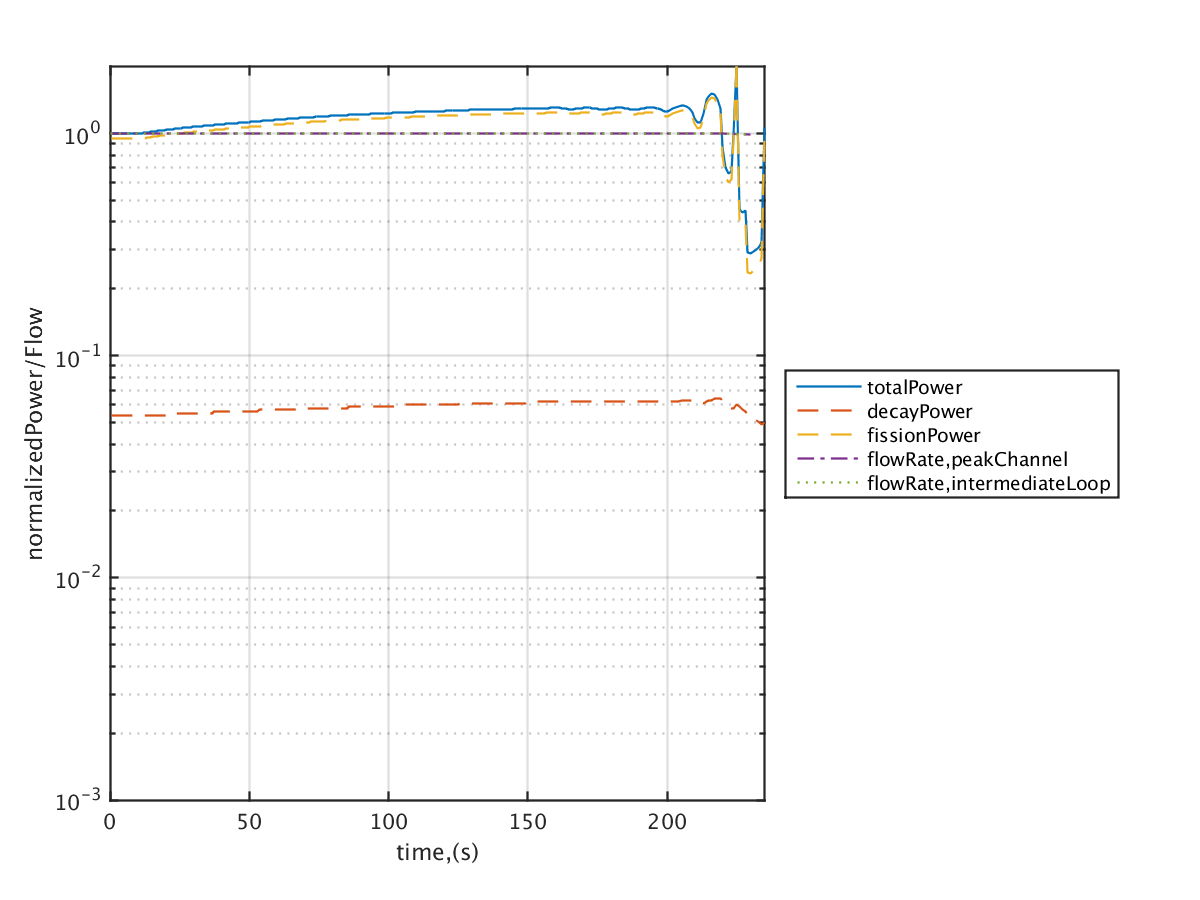 normalizedPower/Flow
10^0
10^-1
10^-2
10^-3
0 50 100 150 200
time,(s)
totalPower
decayPower
fissionPower
flowRate,peakChannel
flowRate,intermediateLoop